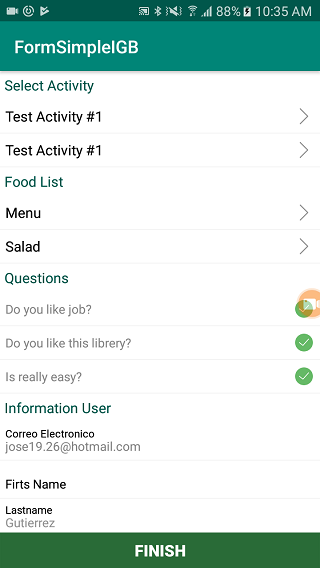 88% 10:35 AM
FormSimpleIGB
Select Activity
Test Activity #1
Test Activity #1
Food List
Menu
Salad
Questions
Do you like job?
Do you like this librery?
Is really easy?
Information User
Correo Electronico
jose19.26@hotmail.com
Firts Name
Lastname
Gutierrez
FINISH